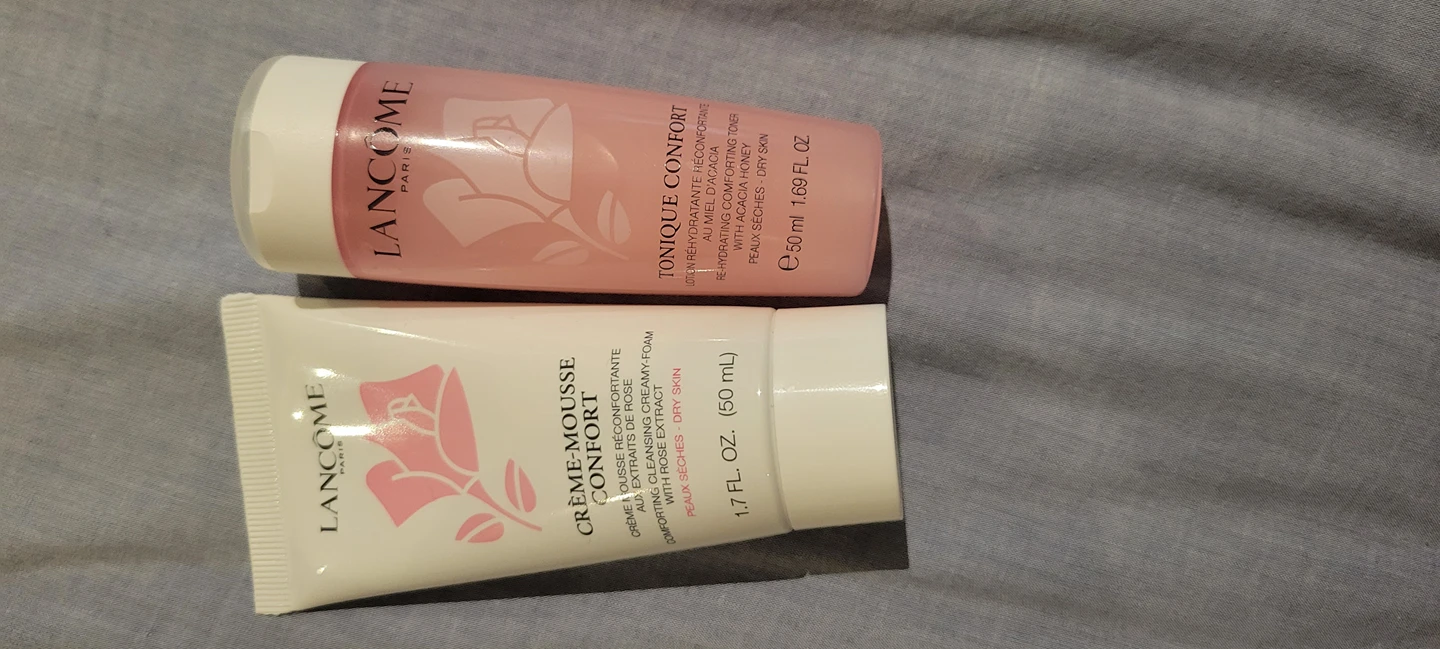 LANCÔME
PARIS
TONIQUE CONFORT
LOTION RÉHYDRATANTE RÉCONFORTANTE
AU MIEL D'ACACIA
RE-HYDRATING COMFORTING TONER
WITH ACACIA HONEY
PEAUX SÈCHES - DRY SKIN
e 50 ml 1.69 FL. OZ.
LANCÔME
PARIS
CRÈME-MOUSSE
CONFORT
CRÈME MOUSSE RÉCONFORTANTE
AUX EXTRAITS DE ROSE
COMFORTING CLEANSING CREAMY-FOAM
WITH ROSE EXTRACT
PEAUX SÈCHES - DRY SKIN
1.7 FL. OZ. (50 mL)